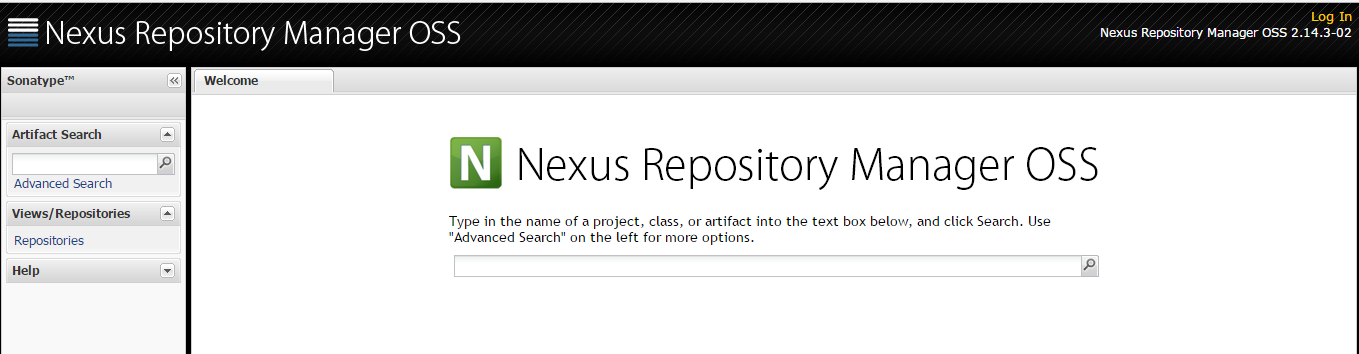 Nexus Repository Manager OSS
Log In
Nexus Repository Manager OSS 2.14.3-02
Sonatype™
Welcome
Artifact Search
Advanced Search
Views/Repositories
Repositories
Help
N Nexus Repository Manager OSS
Type in the name of a project, class, or artifact into the text box below, and click Search. Use
"Advanced Search" on the left for more options.